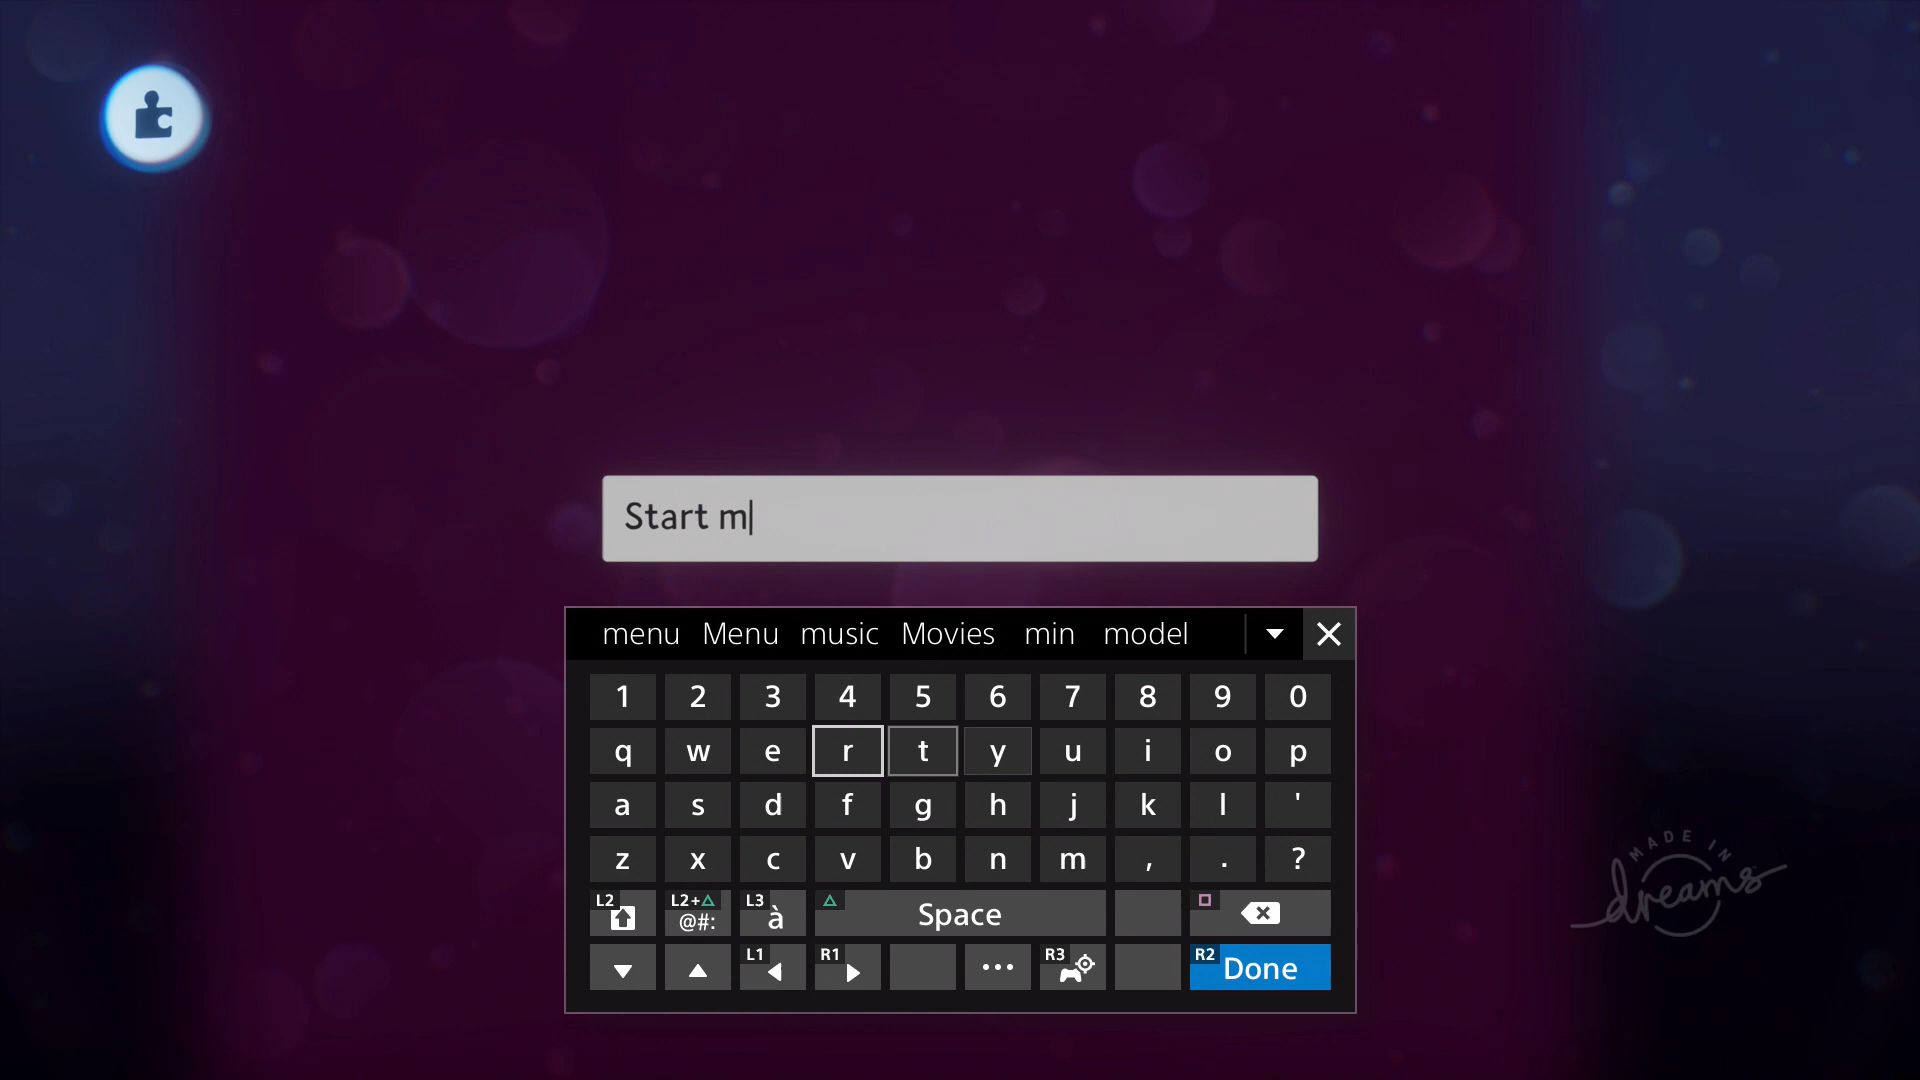 Start m
menu Menu music Movies min model
1 2 3 4 5 6 7 8 9 0
q w e r t y u i o p
a s d f g h j k l '
z x c v b n m , . ?
L2 L2+△ @#: L3 à △ Space □
L1 R1 ... R3 R2 Done
MADE IN
dreams